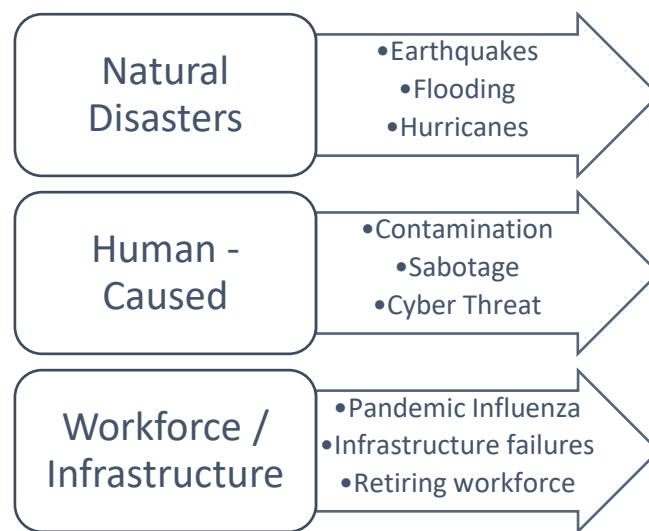 Natural
Disasters
•Earthquakes
•Flooding
•Hurricanes
Human -
Caused
•Contamination
•Sabotage
•Cyber Threat
Workforce /
Infrastructure
•Pandemic Influenza
•Infrastructure failures
•Retiring workforce